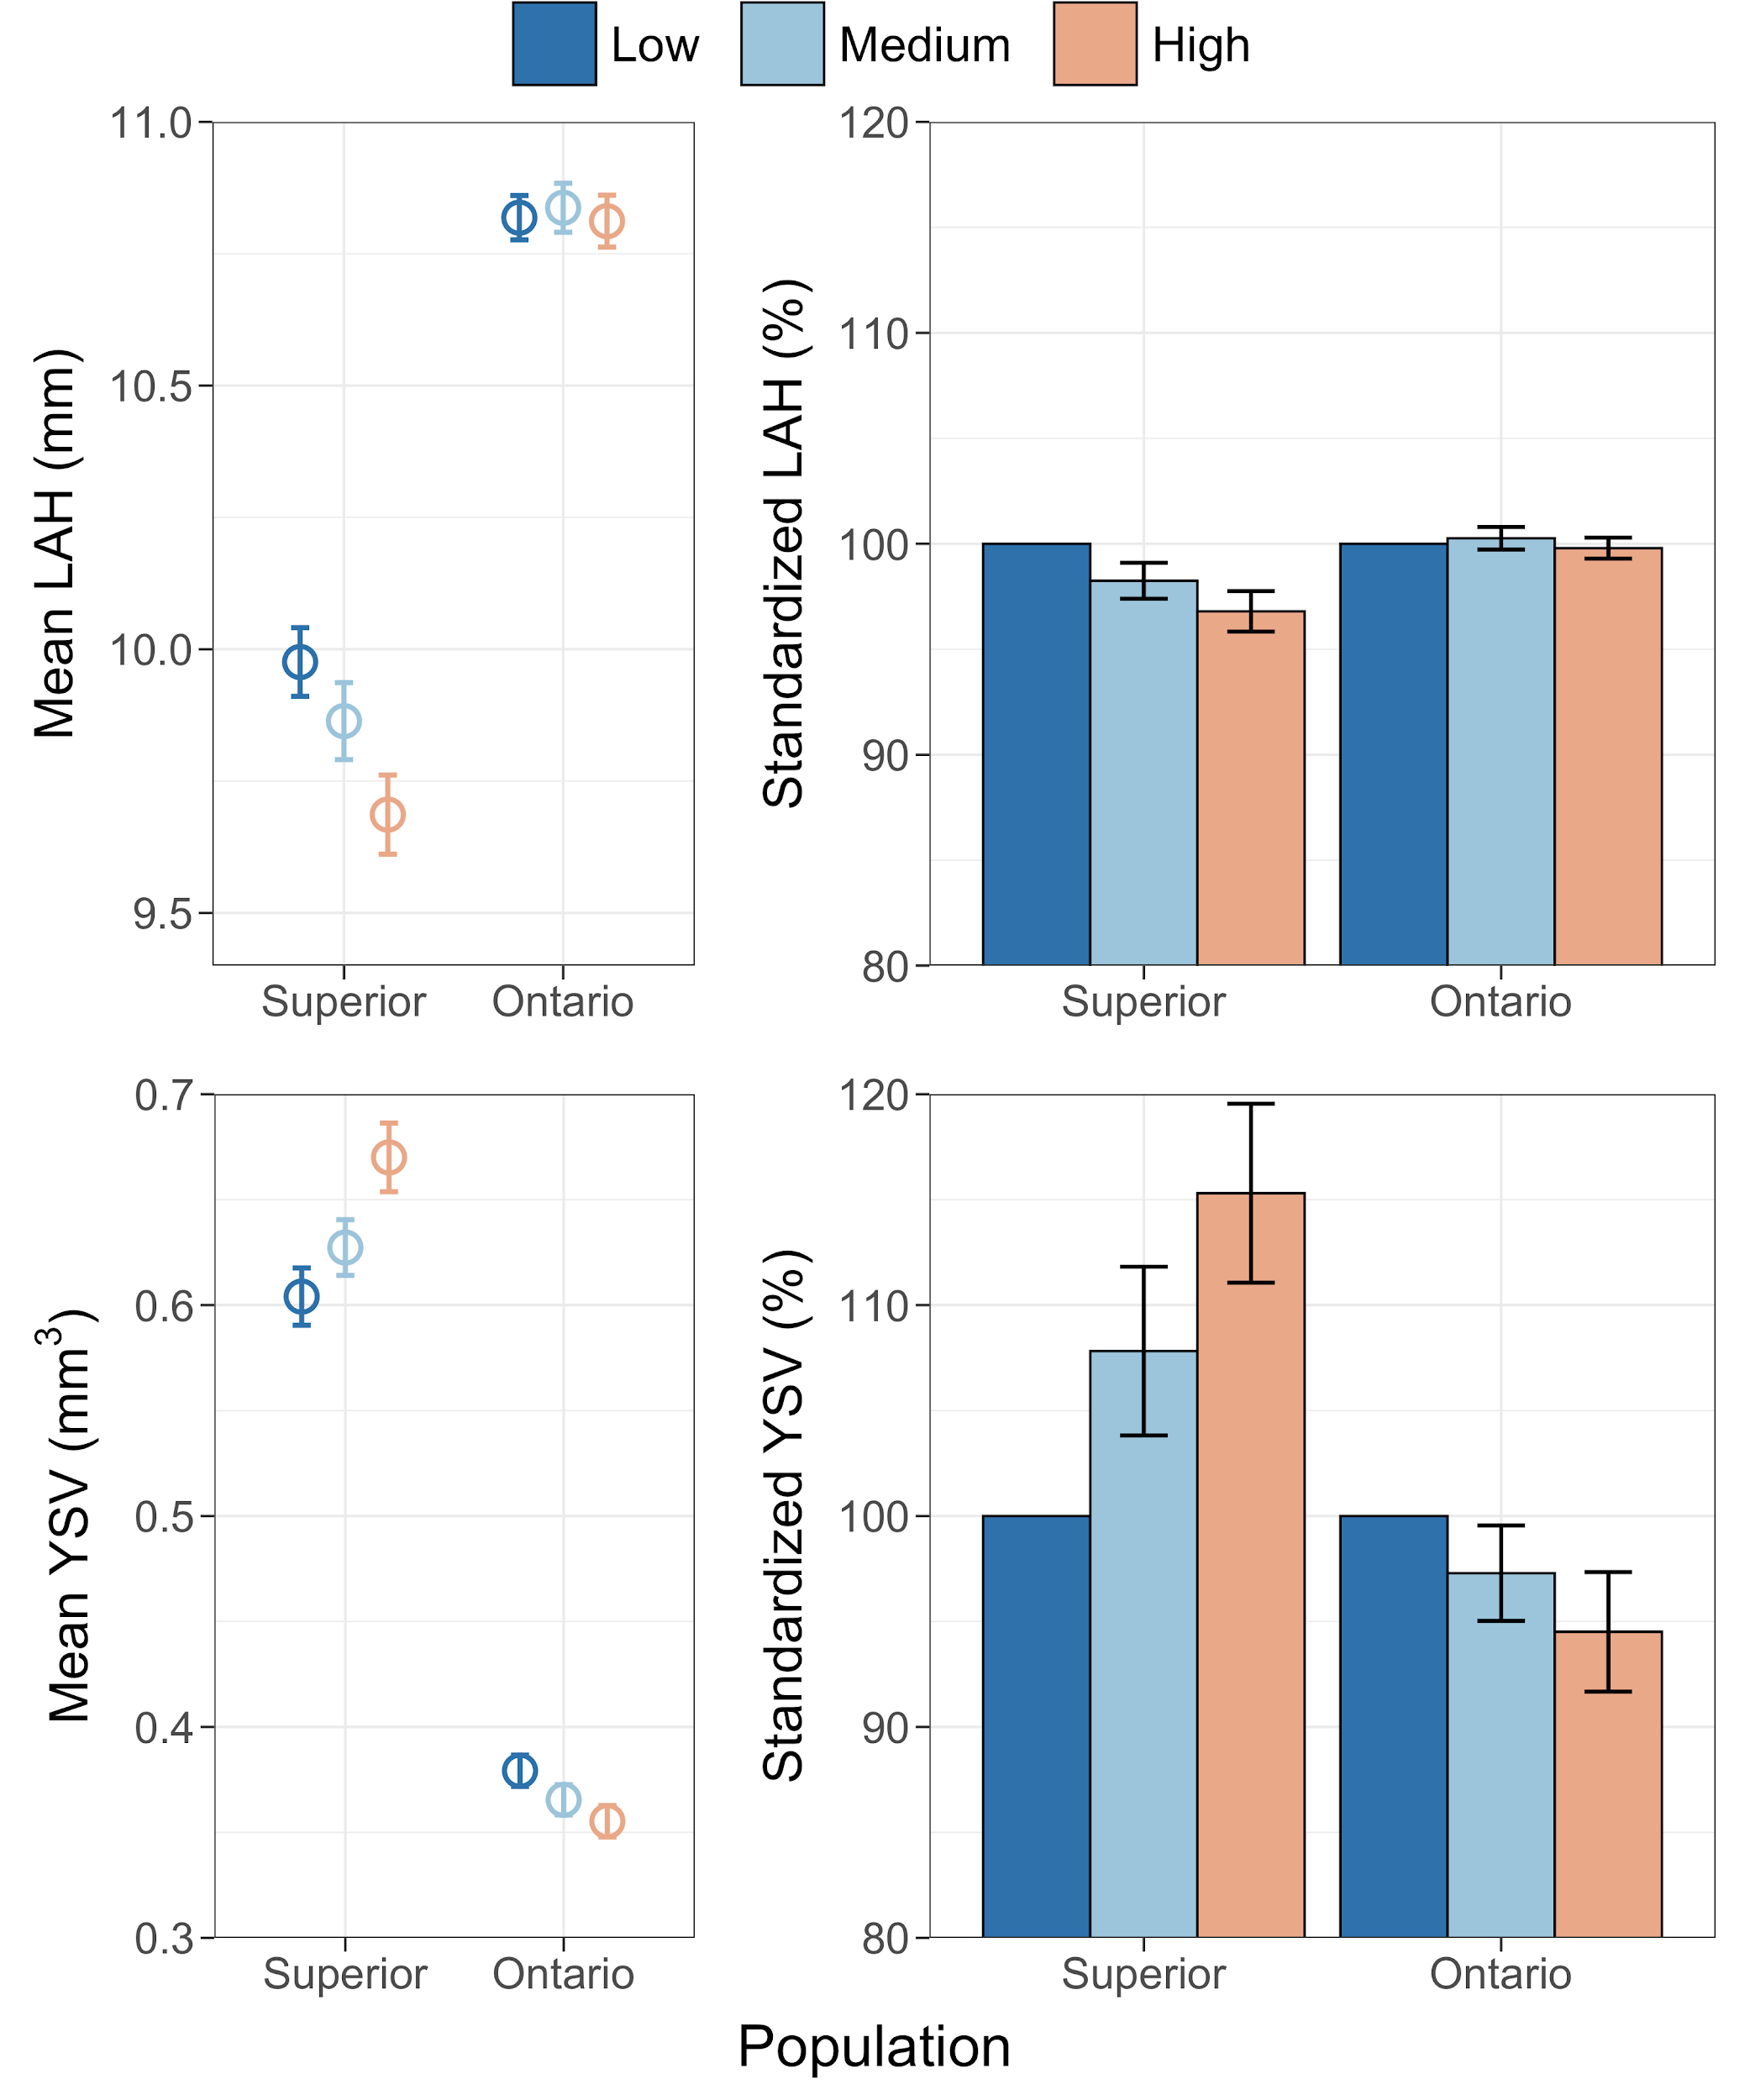 Low Medium High
Mean LAH (mm)
11.0
10.5
10.0
9.5
Superior Ontario
Standardized LAH (%)
120
110
100
90
80
Superior Ontario
Mean YSV (mm³)
0.7
0.6
0.5
0.4
0.3
Superior Ontario
Standardized YSV (%)
120
110
100
90
80
Superior Ontario
Population